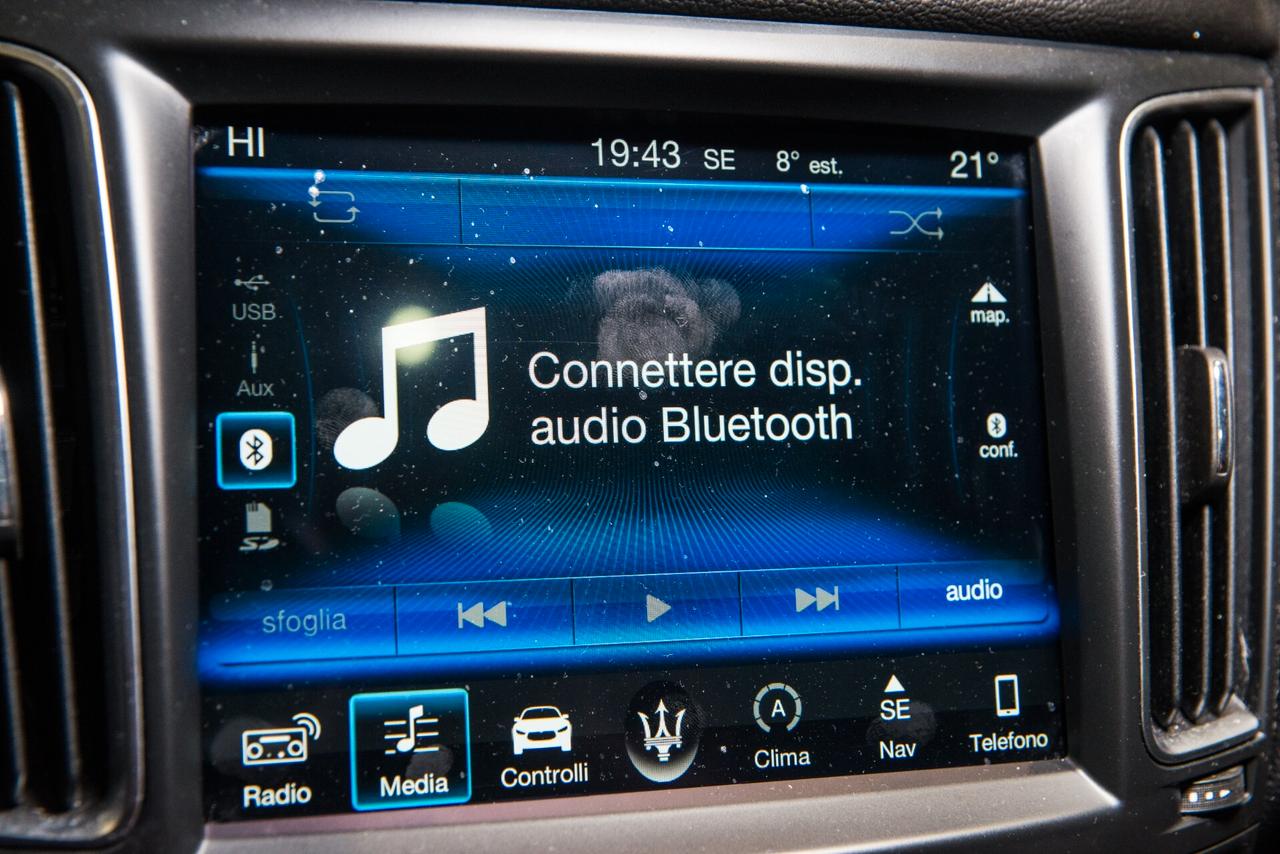 HI 19:43 SE 8° est. 21°
USB
Aux
Connettere disp.
audio Bluetooth
map.
conf.
SD
sfoglia
audio
Radio
Media
Controlli
A
Clima
SE
Nav
Telefono